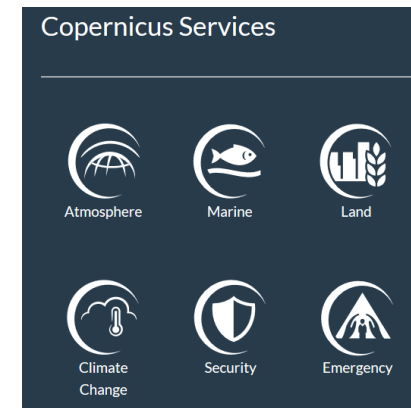 Copernicus Services
Atmosphere
Marine
Land
Climate
Change
Security
Emergency